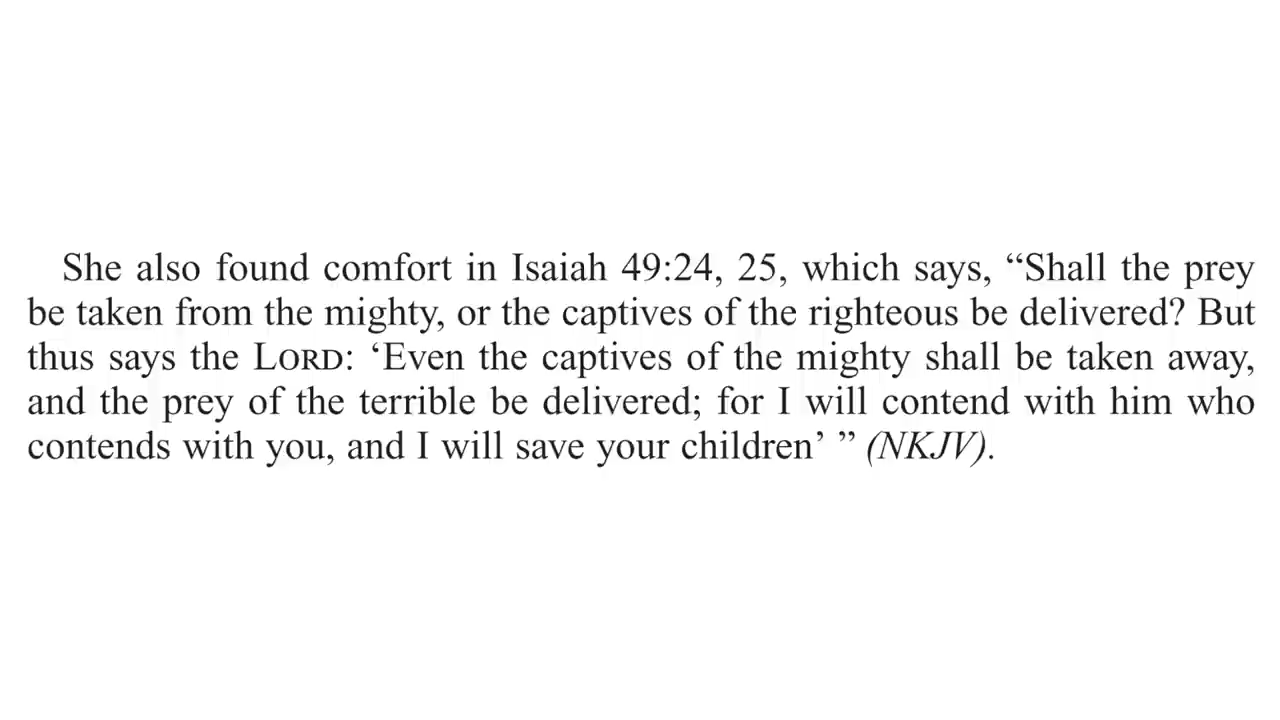 She also found comfort in Isaiah 49:24, 25, which says, “Shall the prey
be taken from the mighty, or the captives of the righteous be delivered? But
thus says the LORD: ‘Even the captives of the mighty shall be taken away,
and the prey of the terrible be delivered; for I will contend with him who
contends with you, and I will save your children’ ” (NKJV).